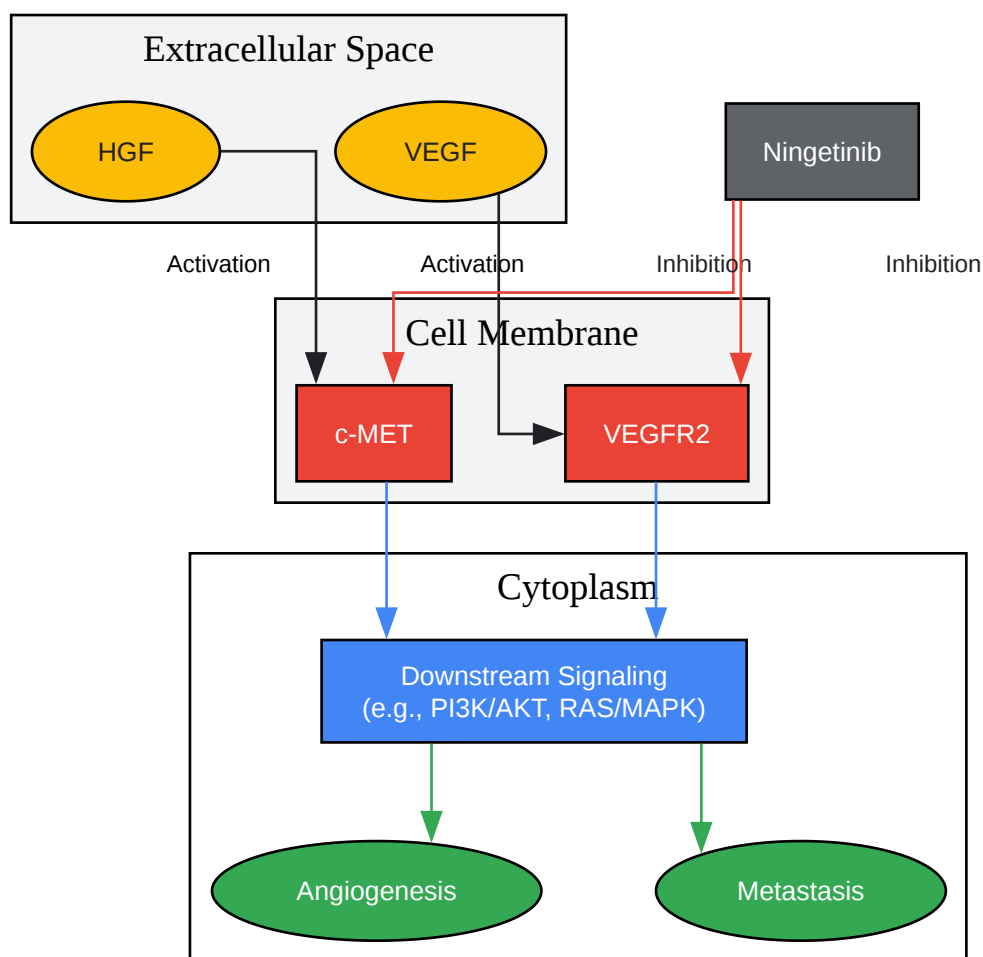 Extracellular Space
HGF
VEGF
Ningetinib
Activation
Activation
Inhibition
Inhibition
Cell Membrane
c-MET
VEGFR2
Cytoplasm
Downstream Signaling
(e.g., PI3K/AKT, RAS/MAPK)
Angiogenesis
Metastasis